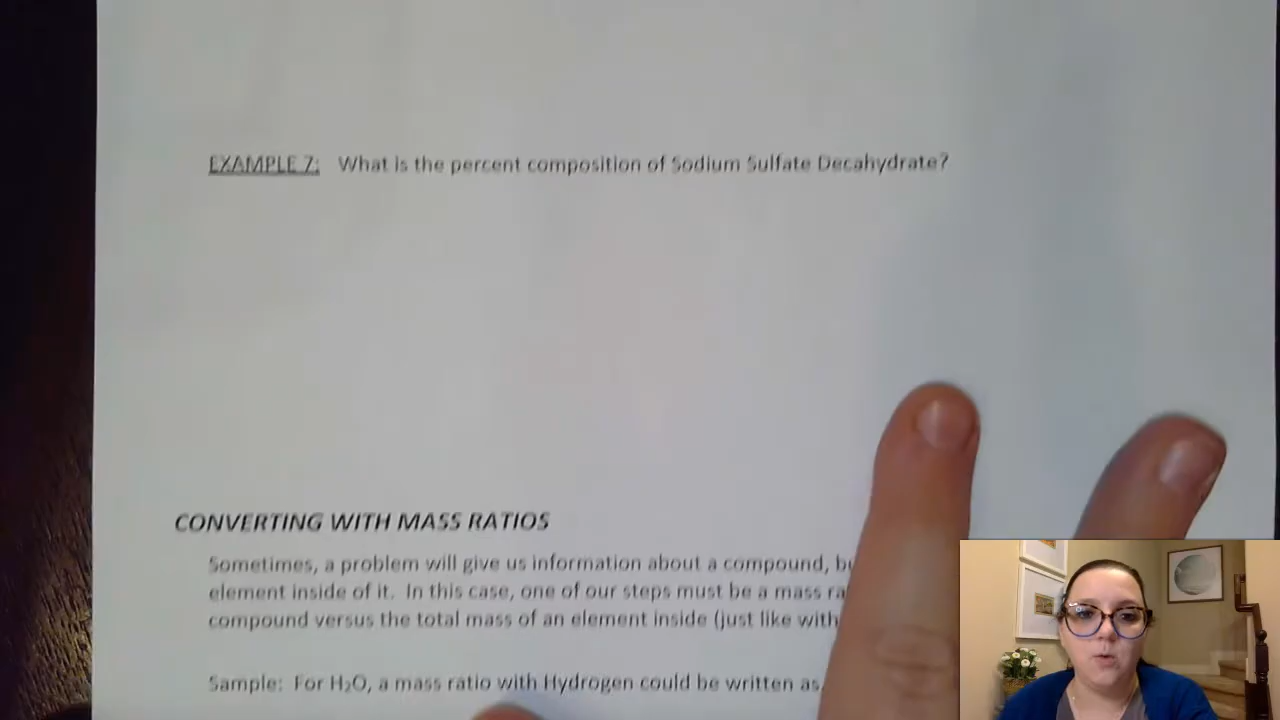 EXAMPLE 7: What is the percent composition of Sodium Sulfate Decahydrate?
CONVERTING WITH MASS RATIOS
Sometimes, a problem will give us information about a compound,
element inside of it. In this case, one of our steps must be a mass
compound versus the total mass of an element inside (just like with
Sample: For H₂O, a mass ratio with Hydrogen could be written as